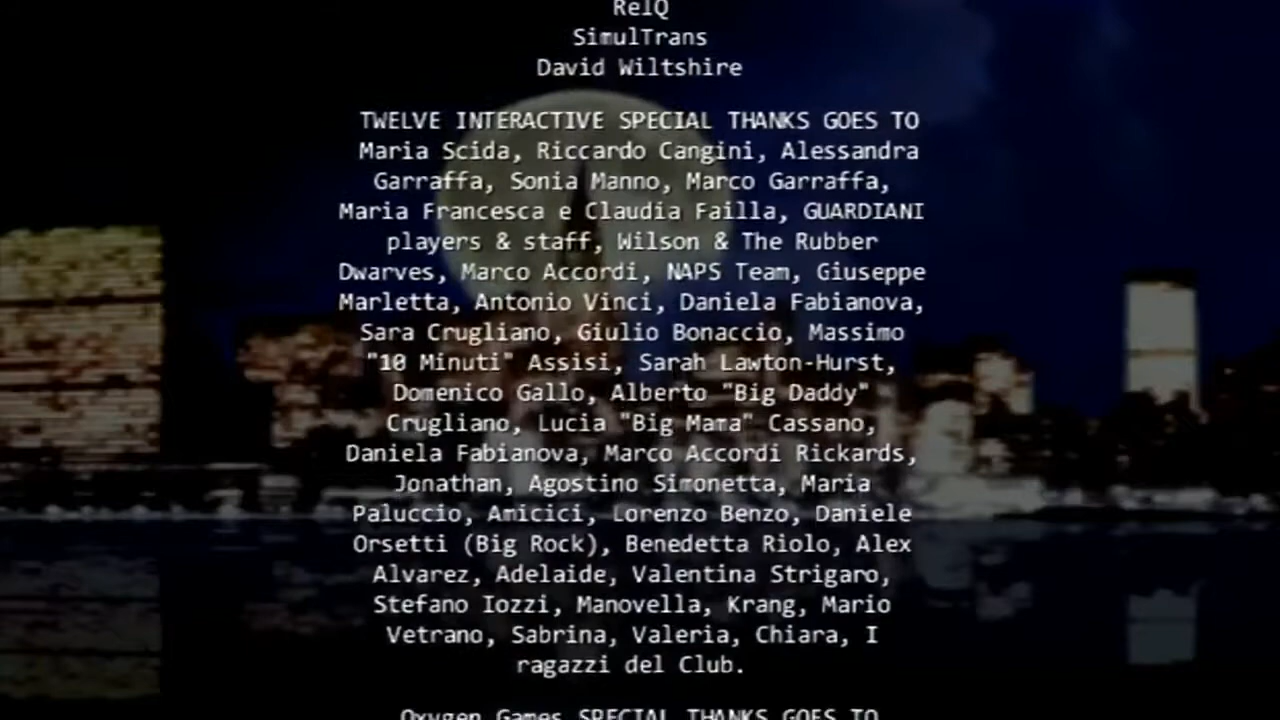 RelQ
SimulTrans
David Wiltshire
TWELVE INTERACTIVE SPECIAL THANKS GOES TO
Maria Scida, Riccardo Cangini, Alessandra
Garraffa, Sonia Manno, Marco Garraffa,
Maria Francesca e Claudia Failla, GUARDIANI
players & staff, Wilson & The Rubber
Dwarves, Marco Accordi, NAPS Team, Giuseppe
Marletta, Antonio Vinci, Daniela Fabianova,
Sara Crugliano, Giulio Bonaccio, Massimo
"10 Minuti" Assisi, Sarah Lawton-Hurst,
Domenico Gallo, Alberto "Big Daddy"
Crugliano, Lucia "Big Mama" Cassano,
Daniela Fabianova, Marco Accordi Rickards,
Jonathan, Agostino Simonetta, Maria
Paluccio, Amicici, Lorenzo Benzo, Daniele
Orsetti (Big Rock), Benedetta Riolo, Alex
Alvarez, Adelaide, Valentina Strigaro,
Stefano Iozzi, Manovella, Krang, Mario
Vetrano, Sabrina, Valeria, Chiara, I
ragazzi del Club.
Oxygen Games SPECIAL THANKS GOES TO